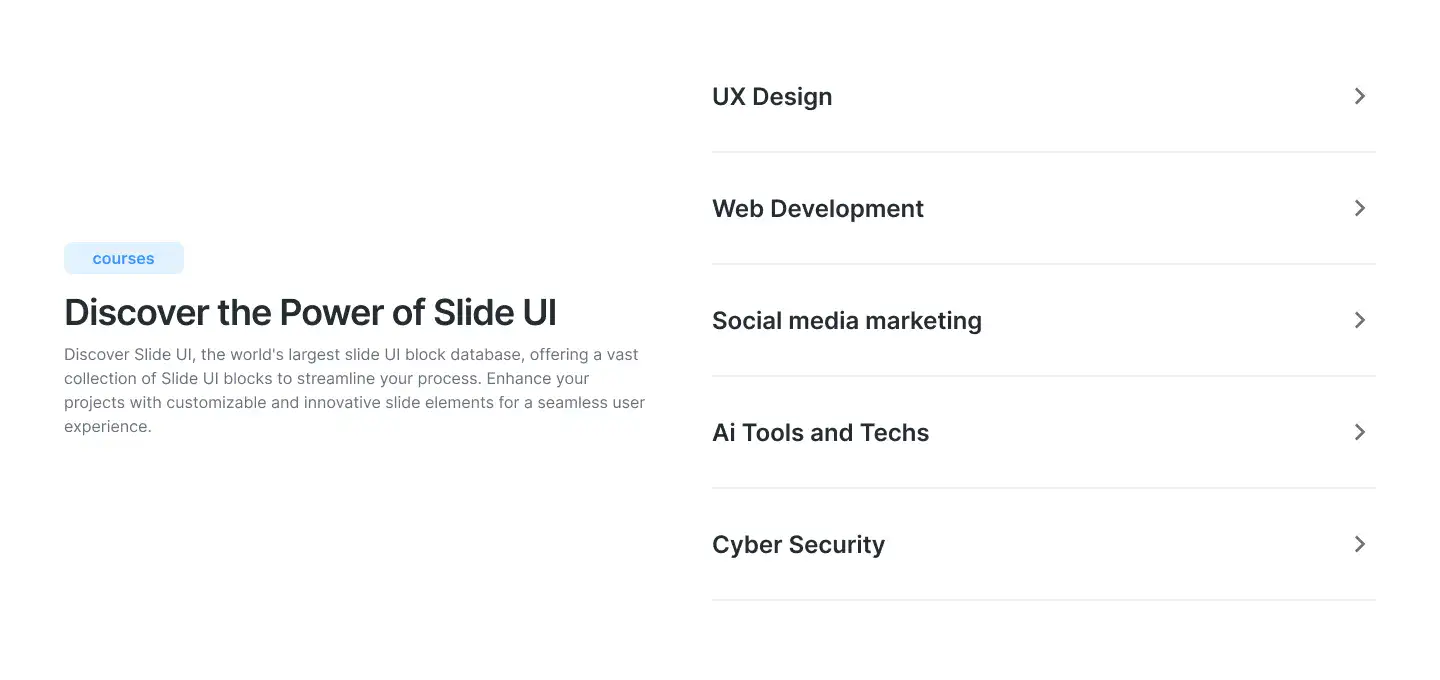 courses
Discover the Power of Slide UI
Discover Slide UI, the world's largest slide UI block database, offering a vast
collection of Slide UI blocks to streamline your process. Enhance your
projects with customizable and innovative slide elements for a seamless user
experience.
UX Design
Web Development
Social media marketing
Ai Tools and Techs
Cyber Security